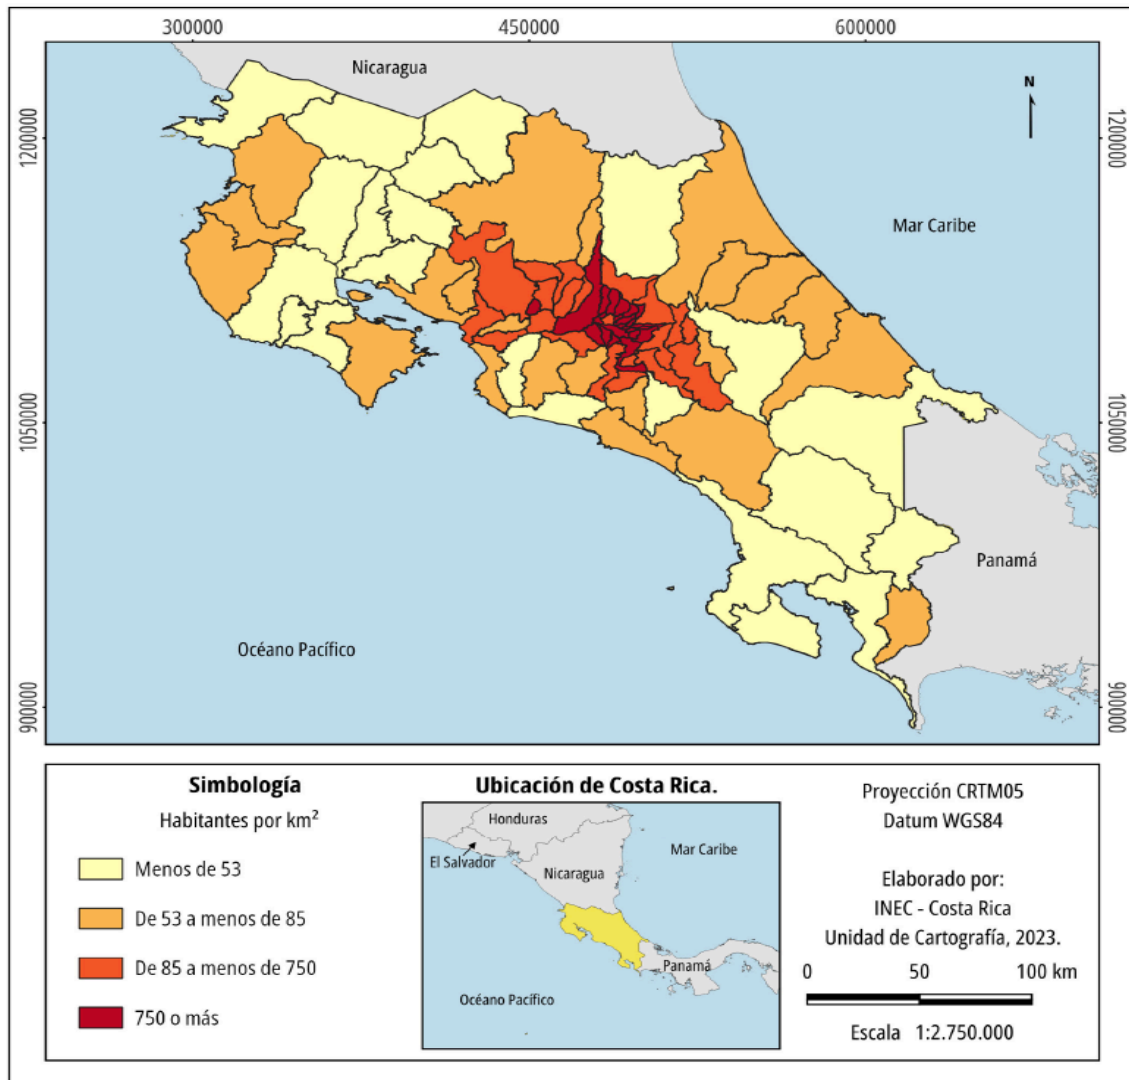 300000
450000
600000
Nicaragua
N
1200000
1200000
Mar Caribe
1050000
1050000
Panamá
Océano Pacífico
900000
900000
Simbología
Habitantes por km²
Menos de 53
De 53 a menos de 85
De 85 a menos de 750
750 o más
Ubicación de Costa Rica.
Honduras
El Salvador
Mar Caribe
Nicaragua
Panamá
Océano Pacífico
Proyección CRTM05
Datum WGS84
Elaborado por:
INEC - Costa Rica
Unidad de Cartografía, 2023.
0 50 100 km
Escala 1:2.750.000